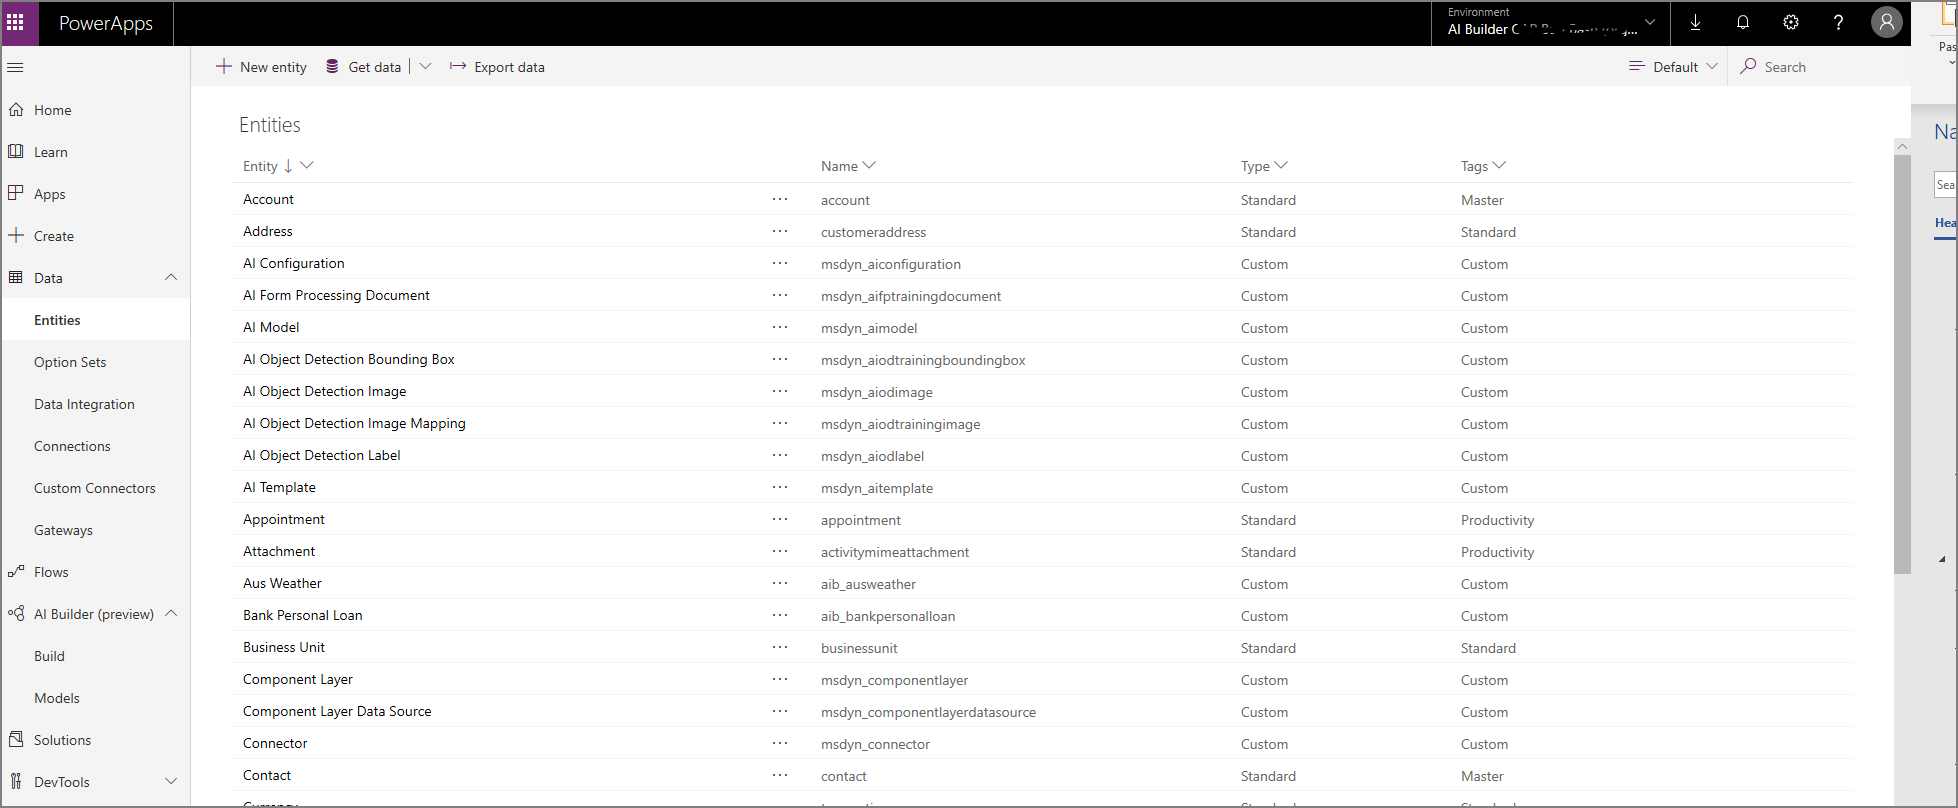 PowerApps
Environment
AI Builder
Pas
New entity
Get data
Export data
Default
Search
Home
Learn
Apps
Create
Data
Entities
Option Sets
Data Integration
Connections
Custom Connectors
Gateways
Flows
AI Builder (preview)
Build
Models
Solutions
DevTools
Entities
Entity Name Type Tags
Account ... account Standard Master
Address ... customeraddress Standard Standard
AI Configuration ... msdyn_aiconfiguration Custom Custom
AI Form Processing Document ... msdyn_aifptrainingdocument Custom Custom
AI Model ... msdyn_aimodel Custom Custom
AI Object Detection Bounding Box ... msdyn_aiodtrainingboundingbox Custom Custom
AI Object Detection Image ... msdyn_aiodimage Custom Custom
AI Object Detection Image Mapping ... msdyn_aiodtrainingimage Custom Custom
AI Object Detection Label ... msdyn_aiodlabel Custom Custom
AI Template ... msdyn_aitemplate Custom Custom
Appointment ... appointment Standard Productivity
Attachment ... activitymimeattachment Standard Productivity
Aus Weather ... aib_ausweather Custom Custom
Bank Personal Loan ... aib_bankpersonalloan Custom Custom
Business Unit ... businessunit Standard Standard
Component Layer ... msdyn_componentlayer Custom Custom
Component Layer Data Source ... msdyn_componentlayerdatasource Custom Custom
Connector ... msdyn_connector Custom Custom
Contact ... contact Standard Master
Na
Sea
Hea